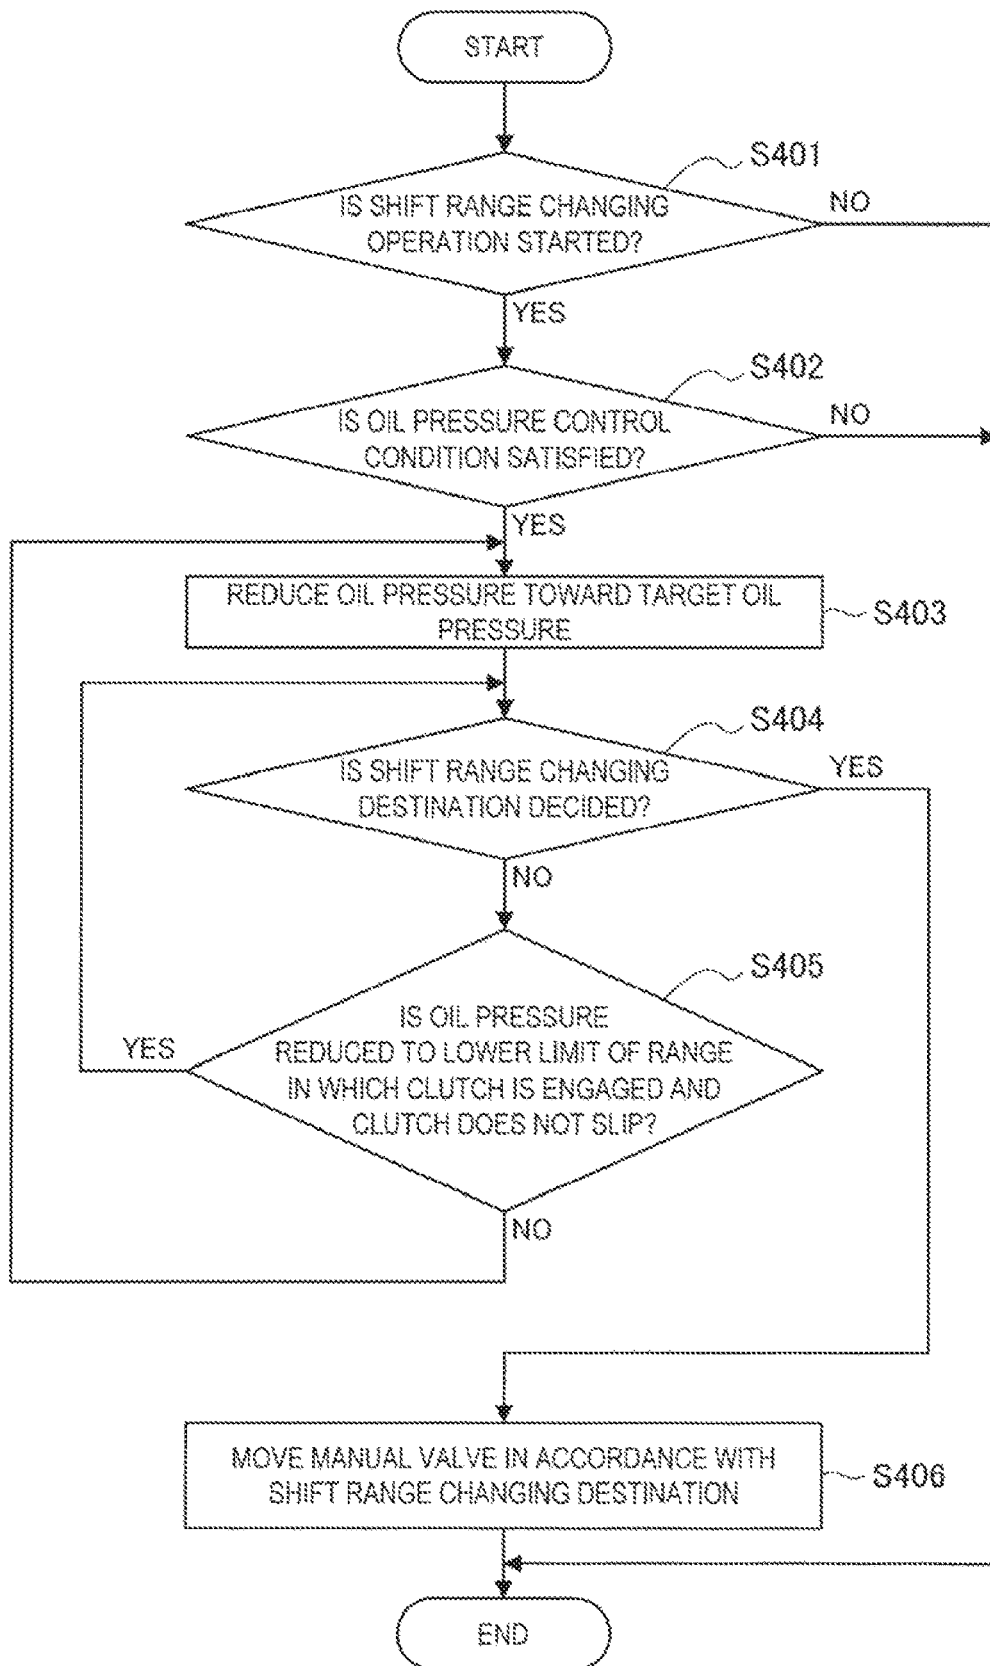 START
S401
IS SHIFT RANGE CHANGING
OPERATION STARTED?
NO
YES
S402
IS OIL PRESSURE CONTROL
CONDITION SATISFIED?
NO
YES
REDUCE OIL PRESSURE TOWARD TARGET OIL
PRESSURE
S403
S404
IS SHIFT RANGE CHANGING
DESTINATION DECIDED?
YES
NO
S405
IS OIL PRESSURE
REDUCED TO LOWER LIMIT OF RANGE
IN WHICH CLUTCH IS ENGAGED AND
CLUTCH DOES NOT SLIP?
YES
NO
MOVE MANUAL VALVE IN ACCORDANCE WITH
SHIFT RANGE CHANGING DESTINATION
S406
END